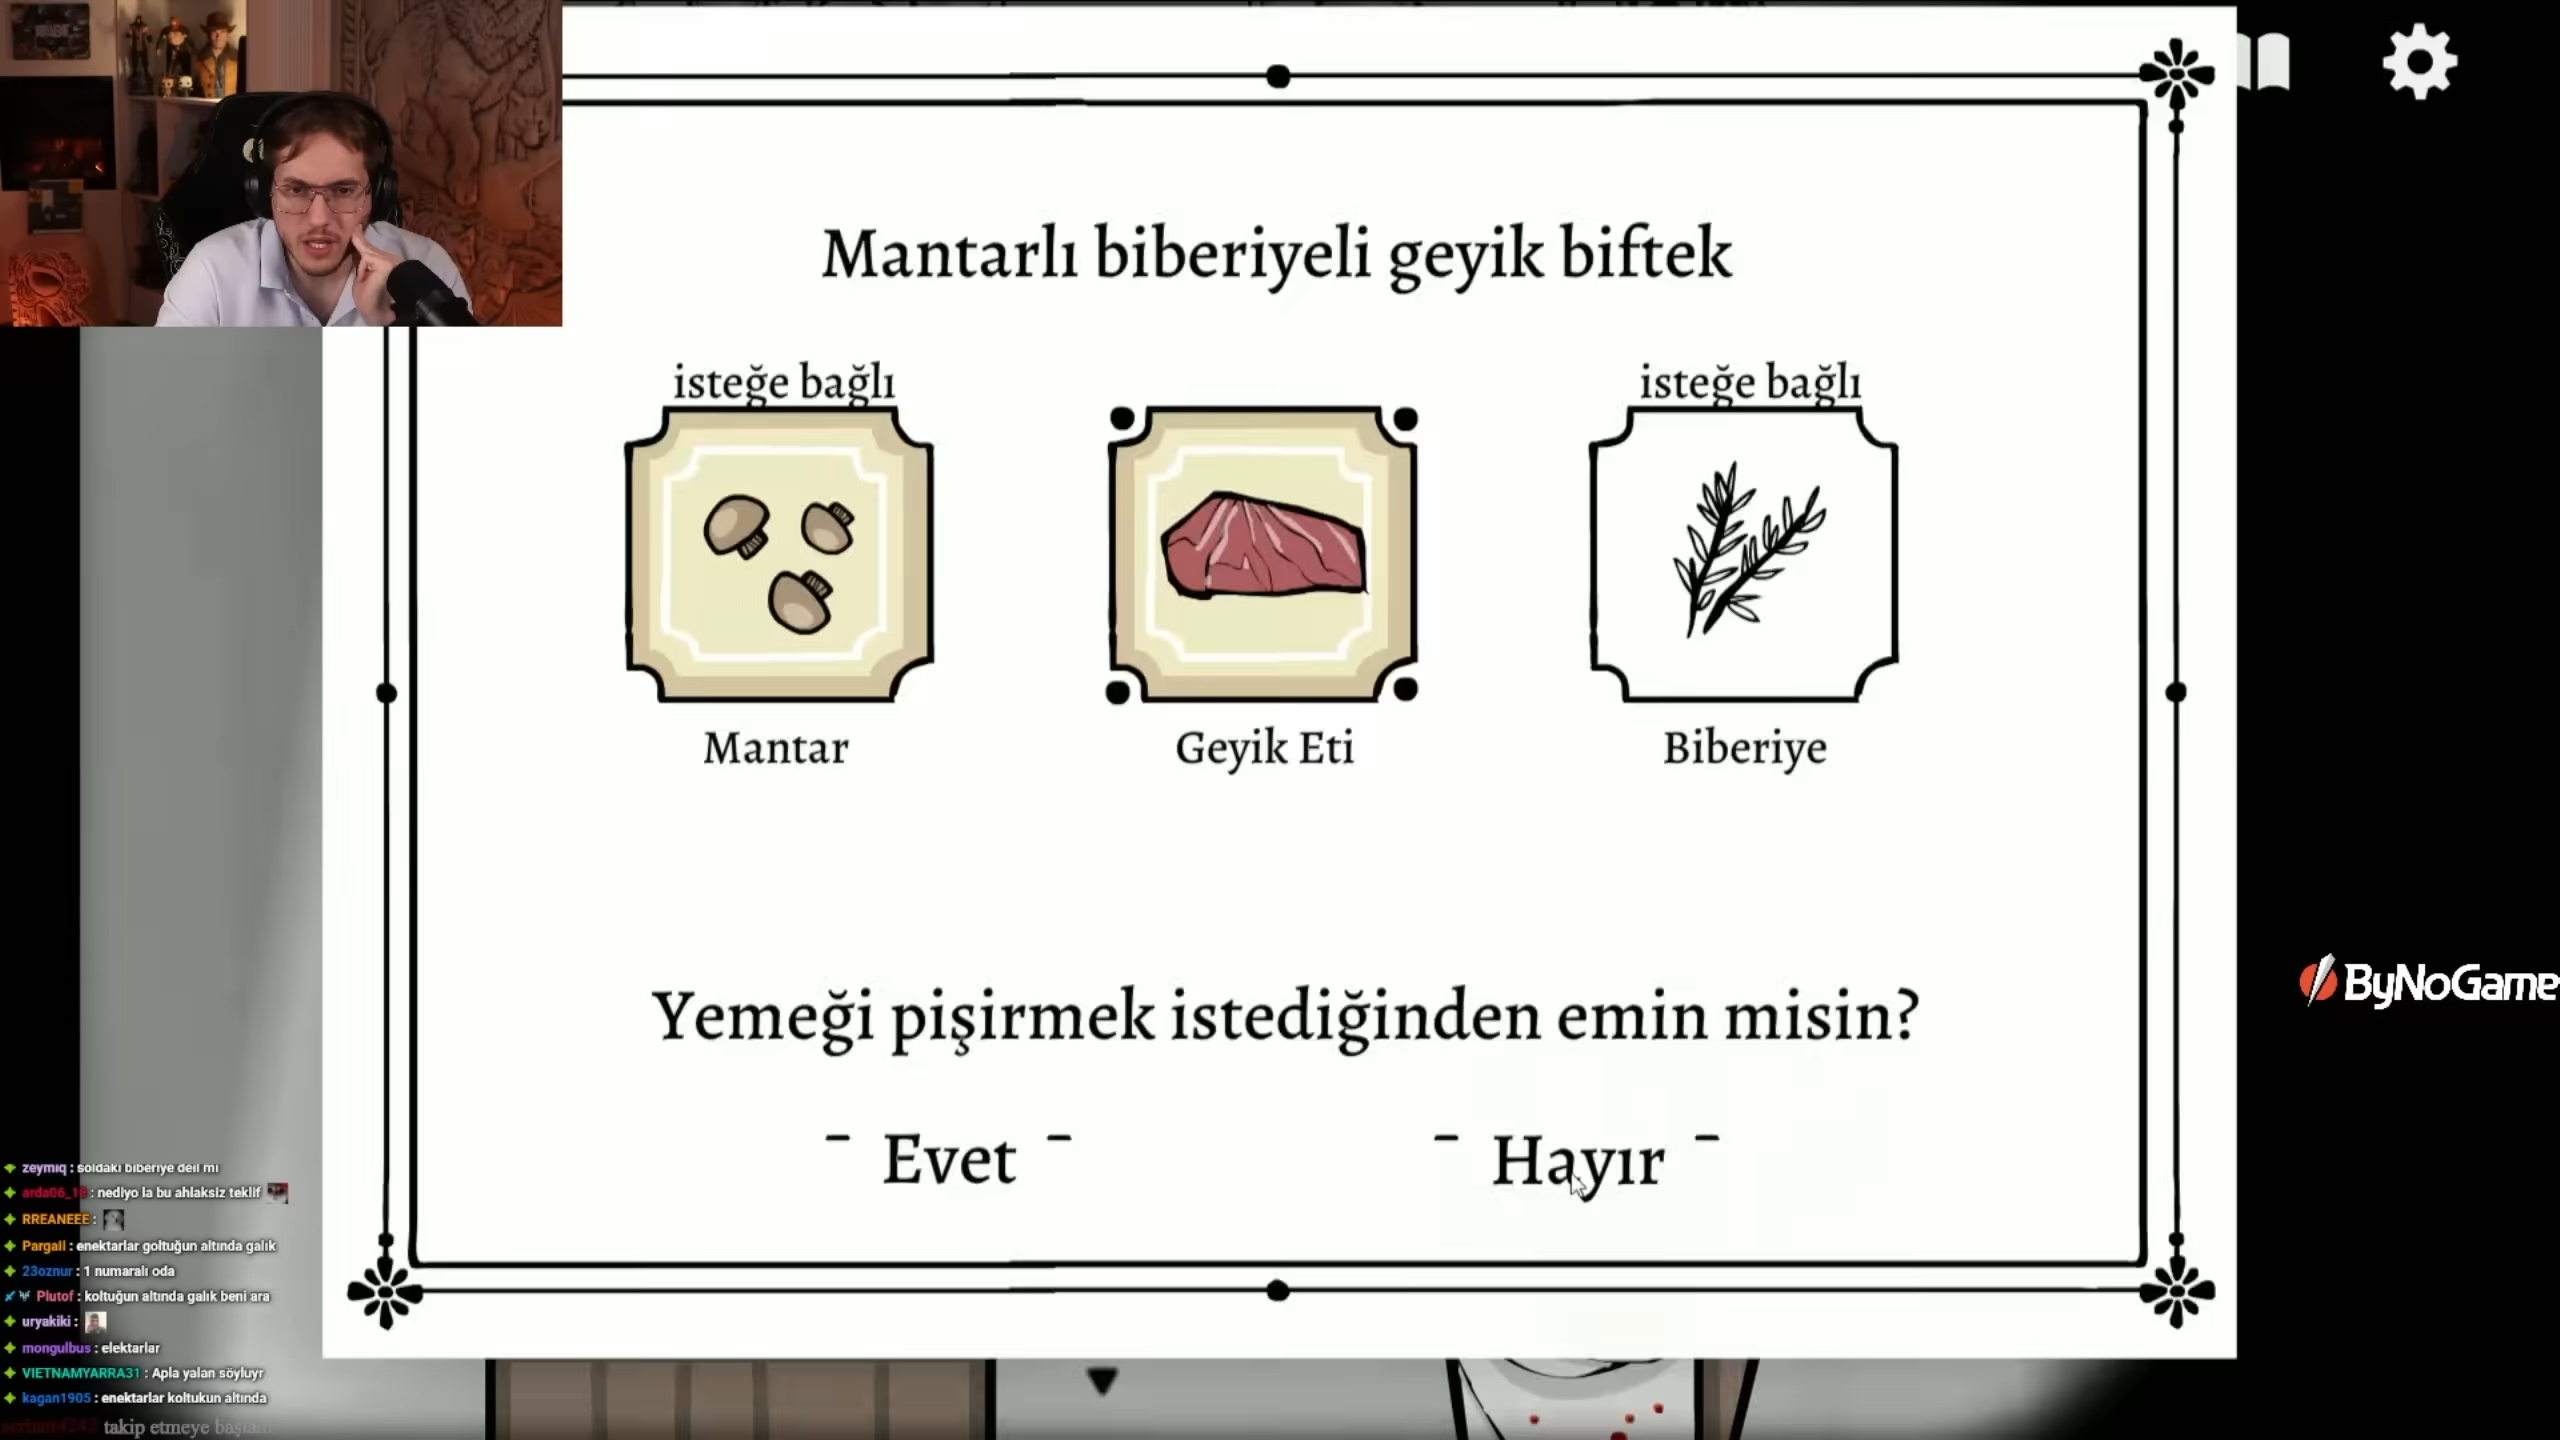 Mantarlı biberiyeli geyik biftek
isteğe bağlı
isteğe bağlı
Mantar
Geyik Eti
Biberiye
Yemeği pişirmek istediğinden emin misin?
- Evet -
- Hayır -
ByNoGame
zeymiq : soldaki biberiye deil mi
arda06_18 : nediyo la bu ahlaksiz teklif
RREANEEE :
Pargall : enektarlar goltuğun altında galık
23oznur : 1 numaralı oda
Plutof : koltuğun altında galık beni ara
uryakiki :
mongulbus : elektarlar
VIETNAMYARRA31 : Apla yalan söyluyr
kagan1905 : enektarlar koltukun altında
takip etmeye başladı